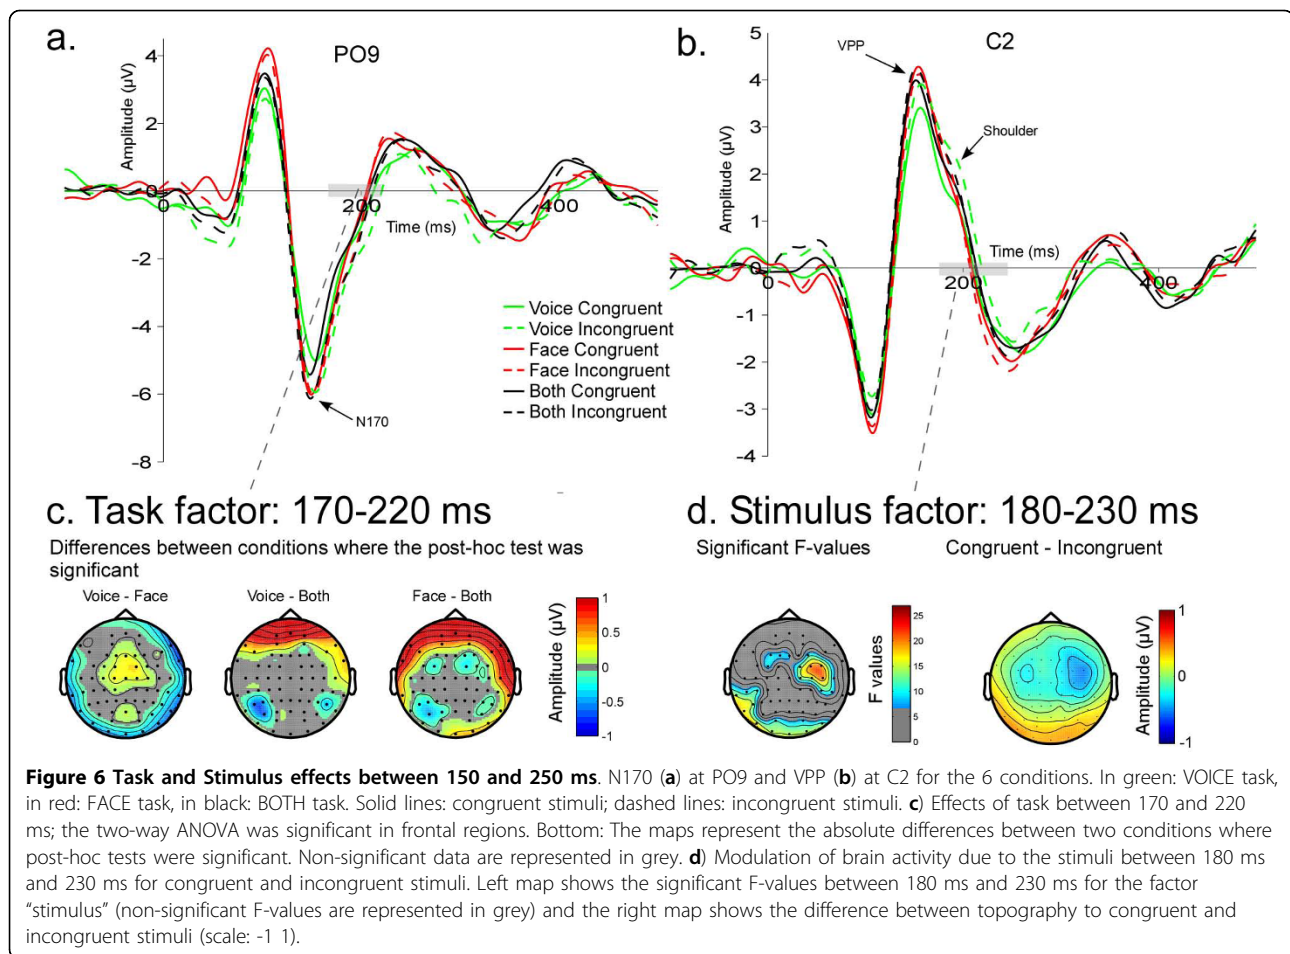 a.
PO9
Amplitude (µV)
4
2
0
-2
-4
-6
-8
0
200
400
Time (ms)
N170
Voice Congruent
Voice Incongruent
Face Congruent
Face Incongruent
Both Congruent
Both Incongruent
b.
C2
VPP
Shoulder
Amplitude (µV)
5
4
3
2
1
0
-1
-2
-3
-4
0
200
400
Time (ms)
c. Task factor: 170-220 ms
Differences between conditions where the post-hoc test was
significant
Voice - Face
Voice - Both
Face - Both
1
0.5
0
-0.5
-1
Amplitude (µV)
d. Stimulus factor: 180-230 ms
Significant F-values
Congruent - Incongruent
25
20
15
10
5
0
F values
1
0
-1
Amplitude (µV)
Figure 6 Task and Stimulus effects between 150 and 250 ms. N170 (a) at PO9 and VPP (b) at C2 for the 6 conditions. In green: VOICE task,
in red: FACE task, in black: BOTH task. Solid lines: congruent stimuli; dashed lines: incongruent stimuli. c) Effects of task between 170 and 220
ms; the two-way ANOVA was significant in frontal regions. Bottom: The maps represent the absolute differences between two conditions where
post-hoc tests were significant. Non-significant data are represented in grey. d) Modulation of brain activity due to the stimuli between 180 ms
and 230 ms for congruent and incongruent stimuli. Left map shows the significant F-values between 180 ms and 230 ms for the factor
“stimulus” (non-significant F-values are represented in grey) and the right map shows the difference between topography to congruent and
incongruent stimuli (scale: -1 1).